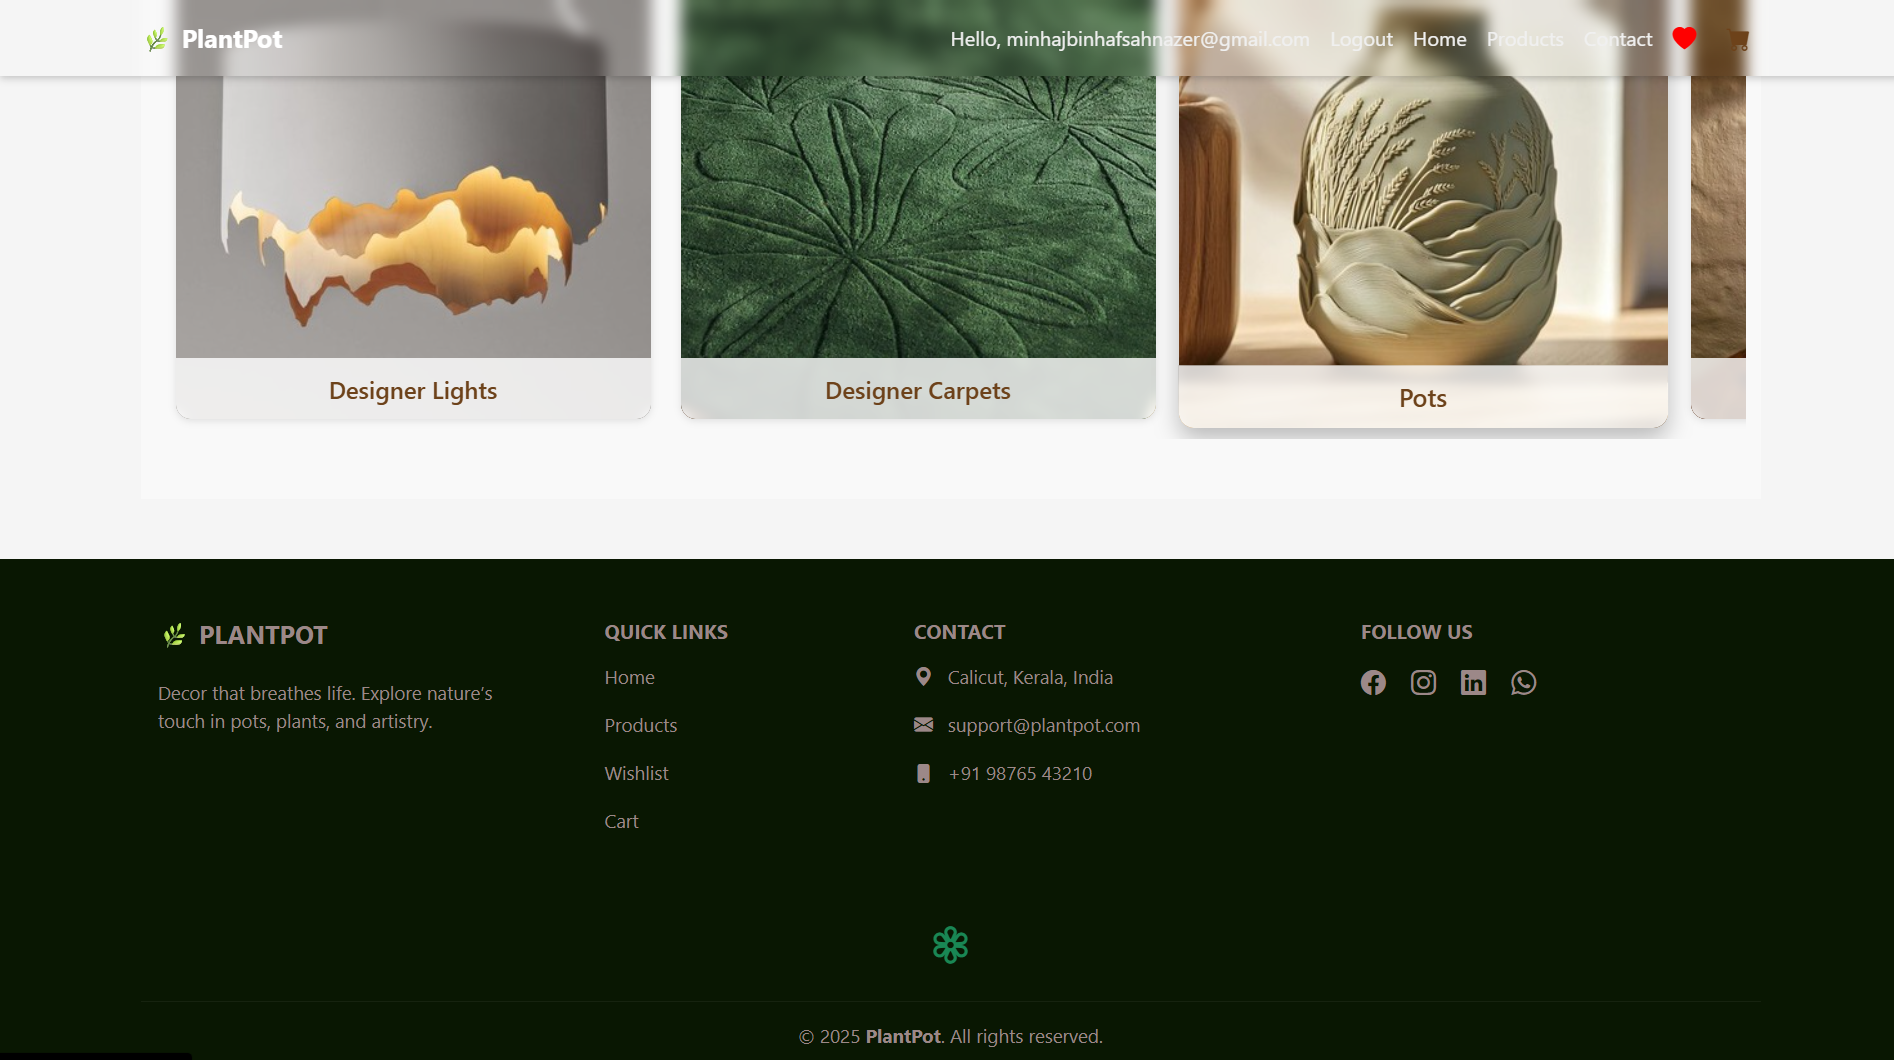 PlantPot
Hello, minhajbinhafsahnazer@gmail.com Logout Home Products Contact
Designer Lights
Designer Carpets
Pots
PLANTPOT
Decor that breathes life. Explore nature’s
touch in pots, plants, and artistry.
QUICK LINKS
Home
Products
Wishlist
Cart
CONTACT
Calicut, Kerala, India
support@plantpot.com
+91 98765 43210
FOLLOW US
© 2025 PlantPot. All rights reserved.